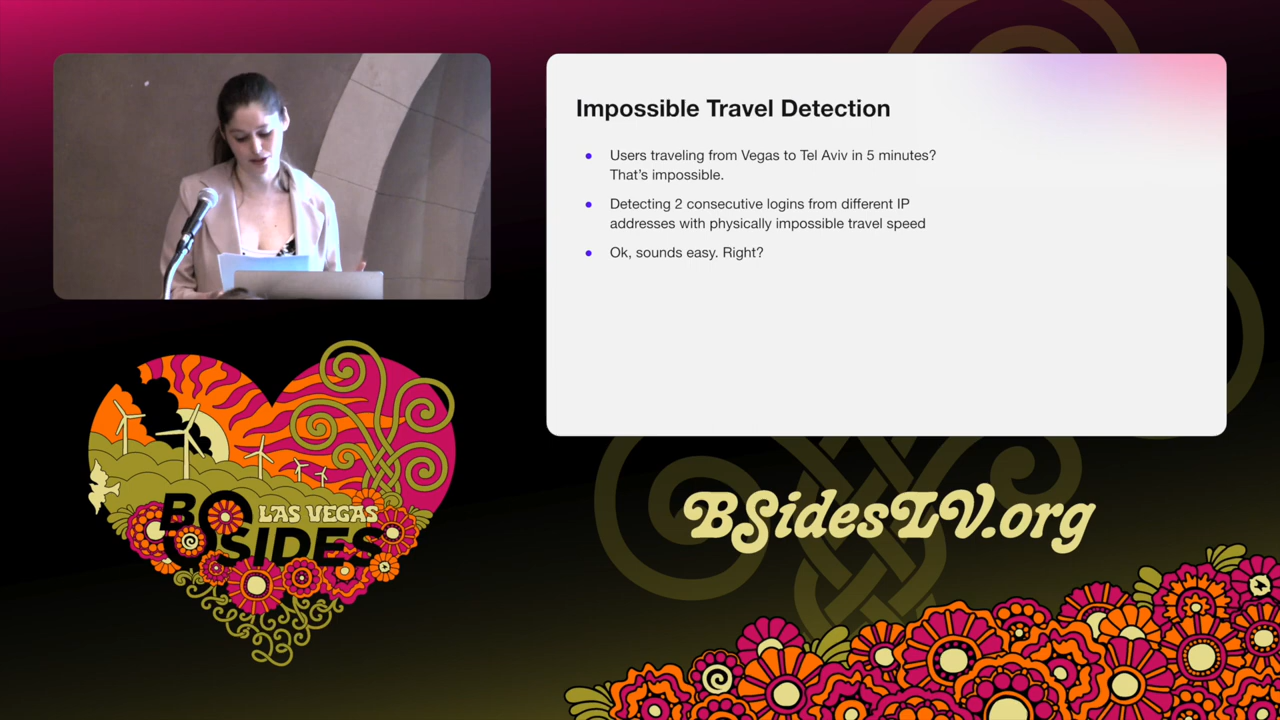 Impossible Travel Detection
● Users traveling from Vegas to Tel Aviv in 5 minutes?
That’s impossible.
● Detecting 2 consecutive logins from different IP
addresses with physically impossible travel speed
● Ok, sounds easy. Right?
BSidesLV.org
LAS VEGAS
BSIDES